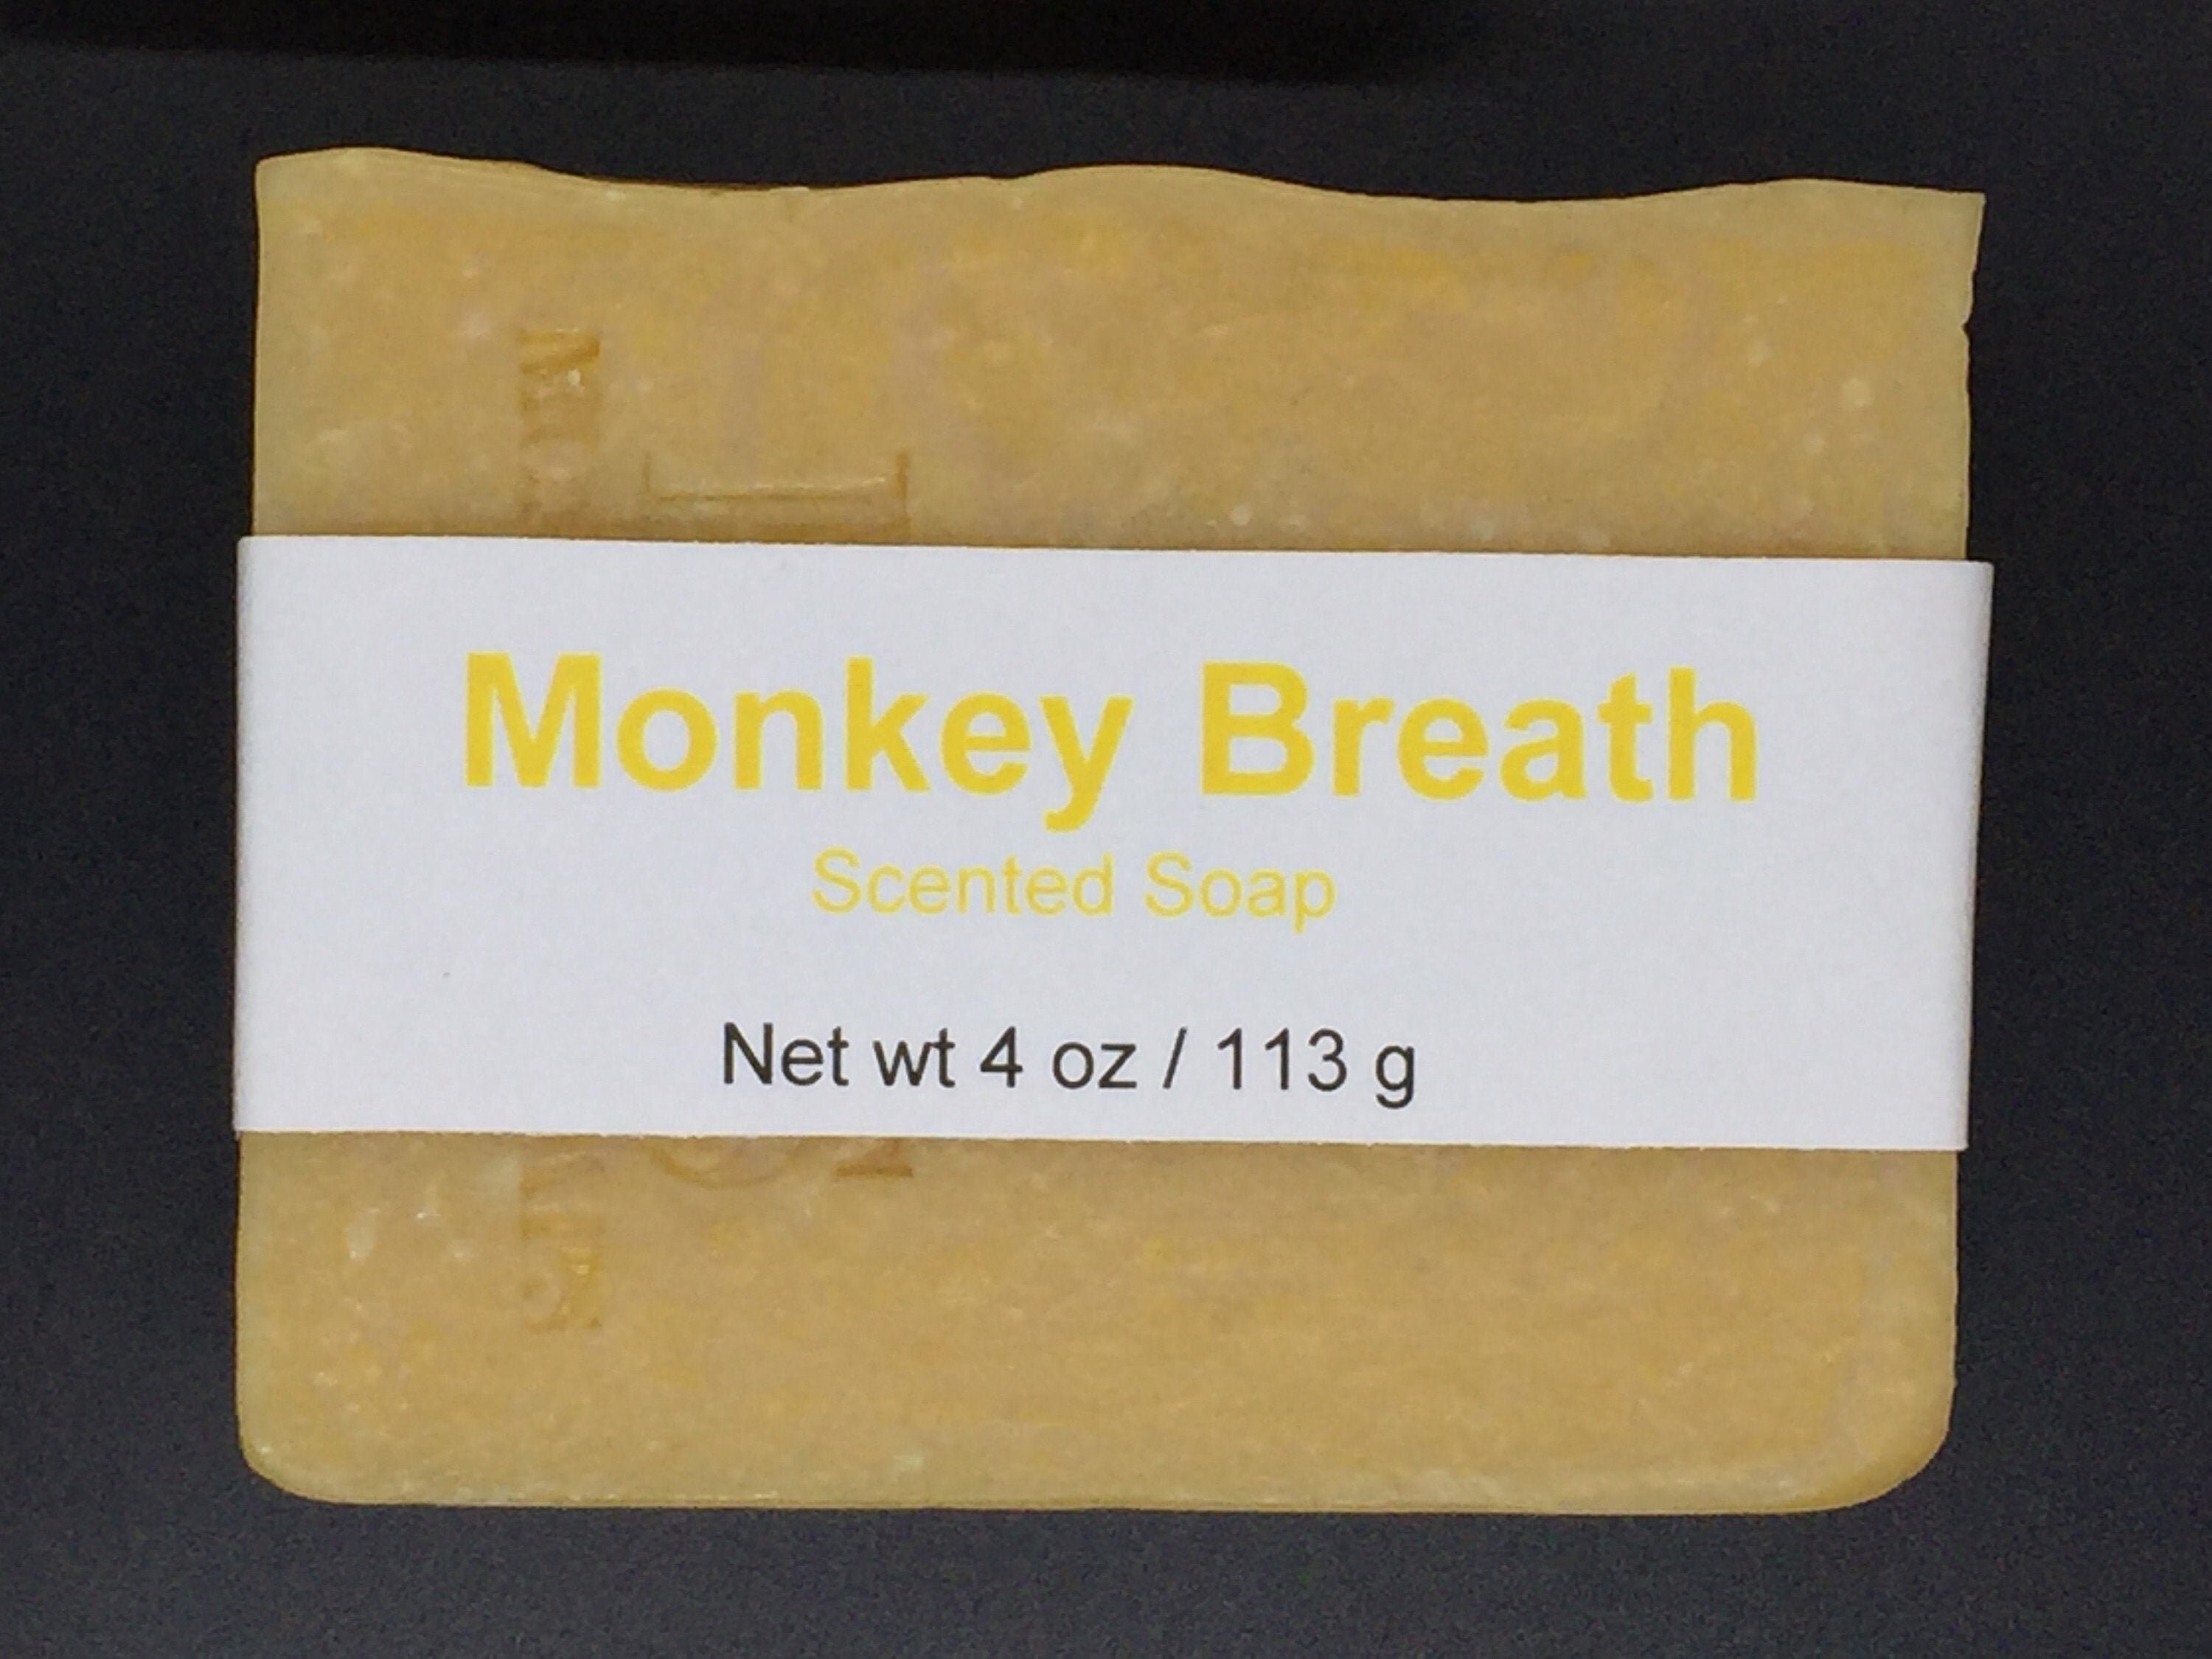 Monkey Breath
Scented Soap
Net wt 4 oz / 113 g